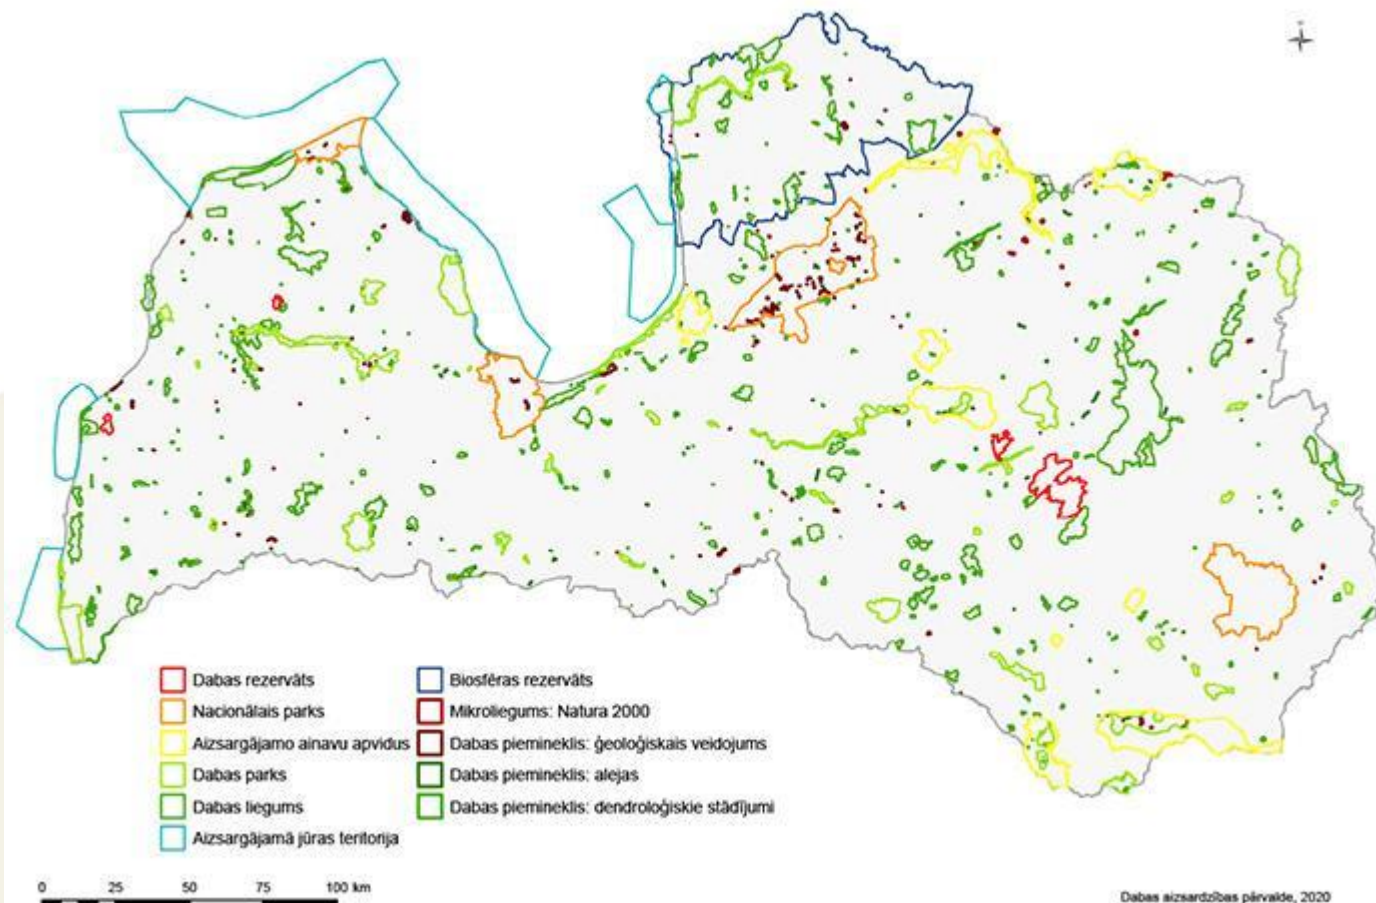 Dabas rezervāts
Nacionālais parks
Aizsargājamo ainavu apvidus
Dabas parks
Dabas liegums
Aizsargājamā jūras teritorija
Biosfēras rezervāts
Mikroliegums: Natura 2000
Dabas piemineklis: ģeoloģiskais veidojums
Dabas piemineklis: alejas
Dabas piemineklis: dendroloģiskie stādījumi
0 25 50 75 100 km
Dabas aizsardzības pārvalde, 2020